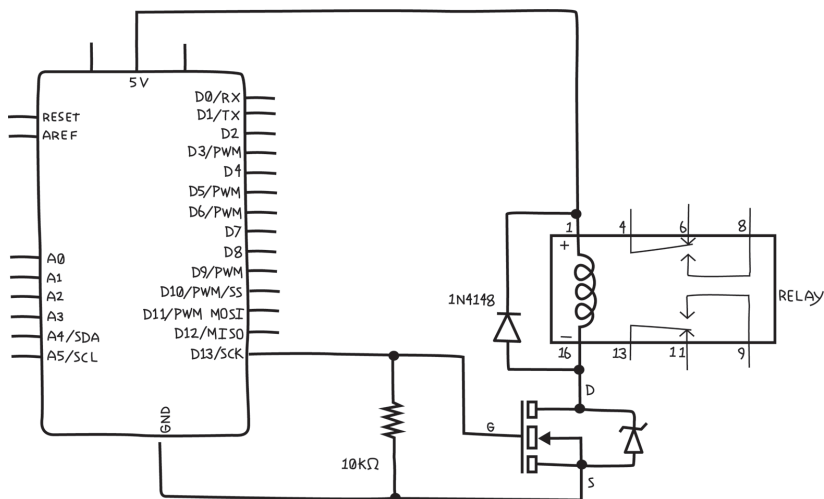 5V
RESET
AREF
D0/RX
D1/TX
D2
D3/PWM
D4
D5/PWM
D6/PWM
D7
D8
D9/PWM
D10/PWM/SS
D11/PWM MOSI
D12/MISO
D13/SCK
A0
A1
A2
A3
A4/SDA
A5/SCL
GND
10KΩ
1N4148
1
4
6
8
+
RELAY
−
16
13
11
9
D
G
S